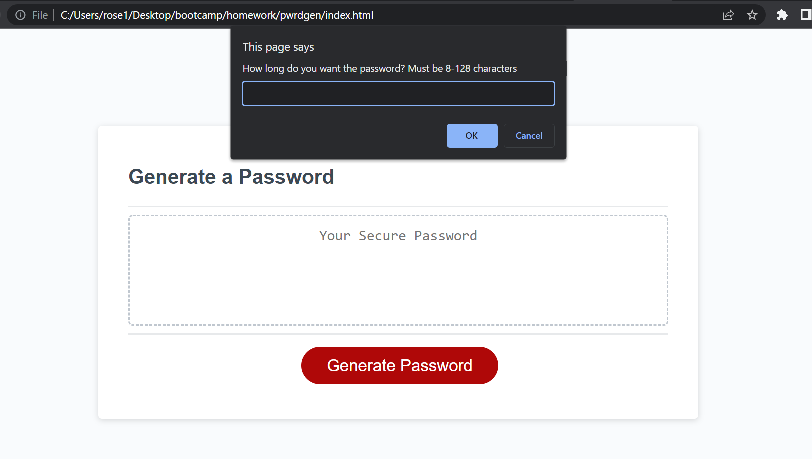 File C:/Users/rose1/Desktop/bootcamp/homework/pwrdgen/index.html
This page says
How long do you want the password? Must be 8-128 characters
OK Cancel
Generate a Password
Your Secure Password
Generate Password